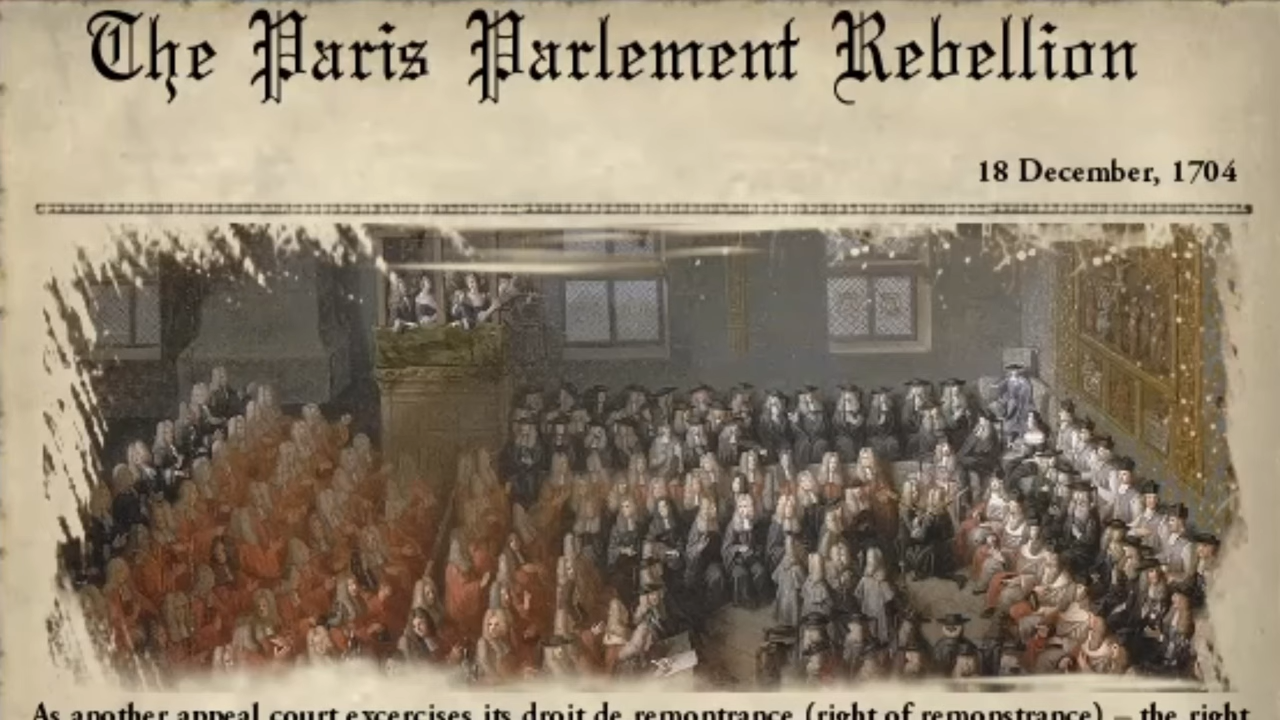 The Paris Parlement Rebellion
18 December, 1704
As another appeal court excercises its droit de remontrance (right of remonstrance) – the right